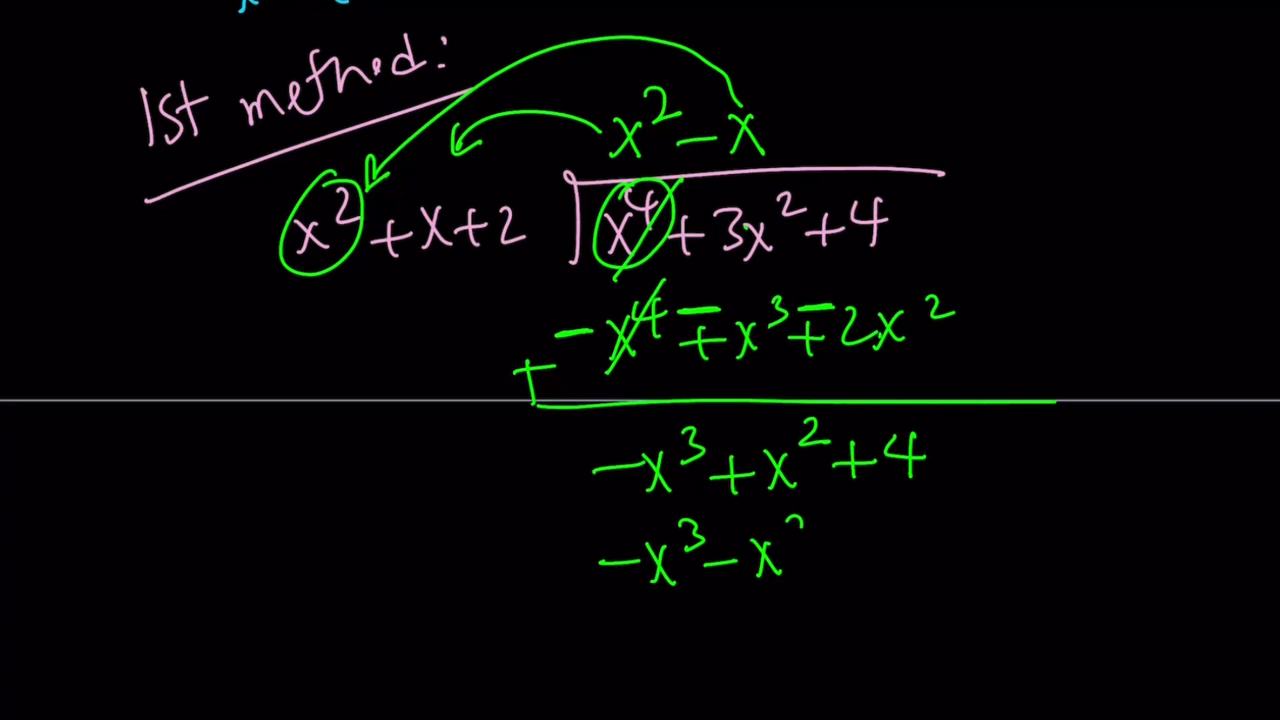 1st method:
x² - x
x² + x + 2 x⁴ + 3x² + 4
- x⁴ ∓ x³ ∓ 2x²
+
-x³ + x² + 4
-x³ - x